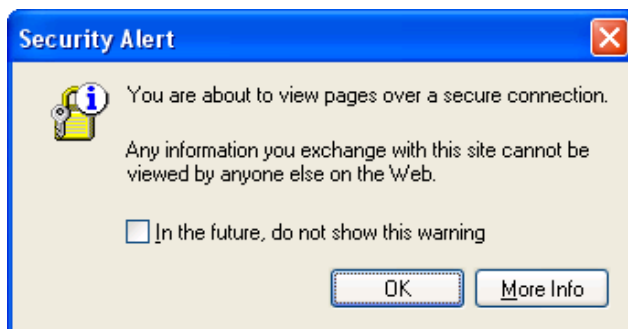 Security Alert
You are about to view pages over a secure connection.
Any information you exchange with this site cannot be
viewed by anyone else on the Web.
In the future, do not show this warning
OK
More Info